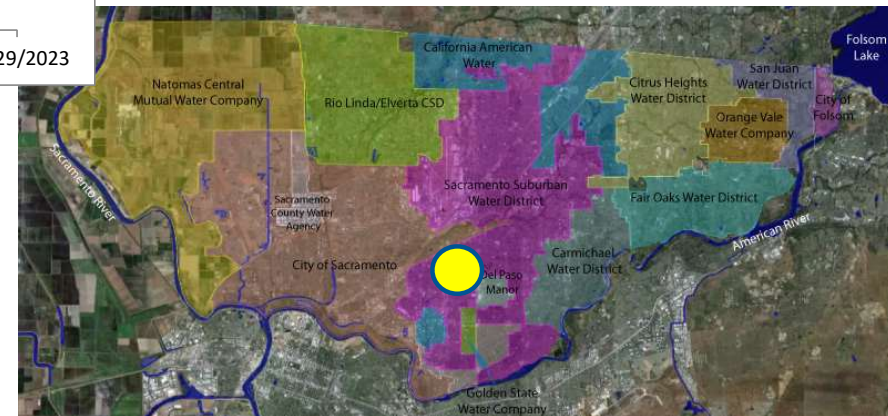 29/2023
Natomas Central
Mutual Water Company
Rio Linda/Elverta CSD
California American
Water
Citrus Heights
Water District
San Juan
Water District
Folsom
Lake
City of
Folsom
Orange Vale
Water Company
Sacramento River
Sacramento
County Water
Agency
Sacramento Suburban
Water District
Fair Oaks Water District
American River
City of Sacramento
Del Paso
Manor
Carmichael
Water District
Golden State
Water Company